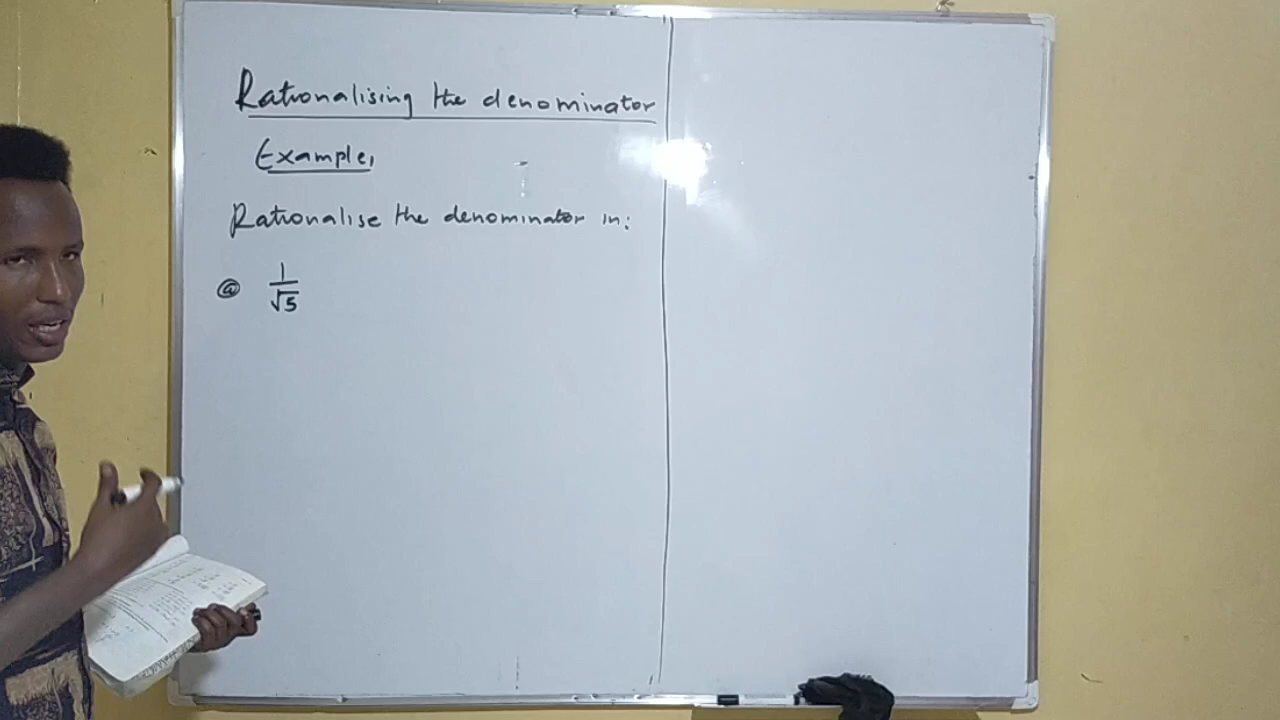 Rationalising the denominator
Example,
Rationalise the denominator in:
ⓐ 1/√5